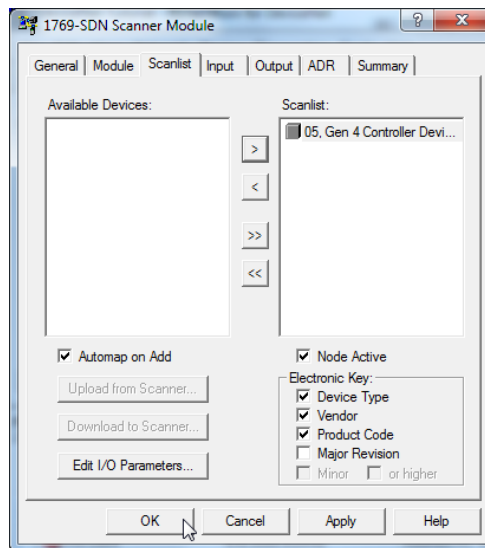 1769-SDN Scanner Module
General Module Scanlist Input Output ADR Summary
Available Devices:
Scanlist:
05, Gen 4 Controller Devi...
>
<
>>
<<
Automap on Add
Node Active
Upload from Scanner...
Download to Scanner...
Edit I/O Parameters...
Electronic Key:
Device Type
Vendor
Product Code
Major Revision
Minor or higher
OK Cancel Apply Help